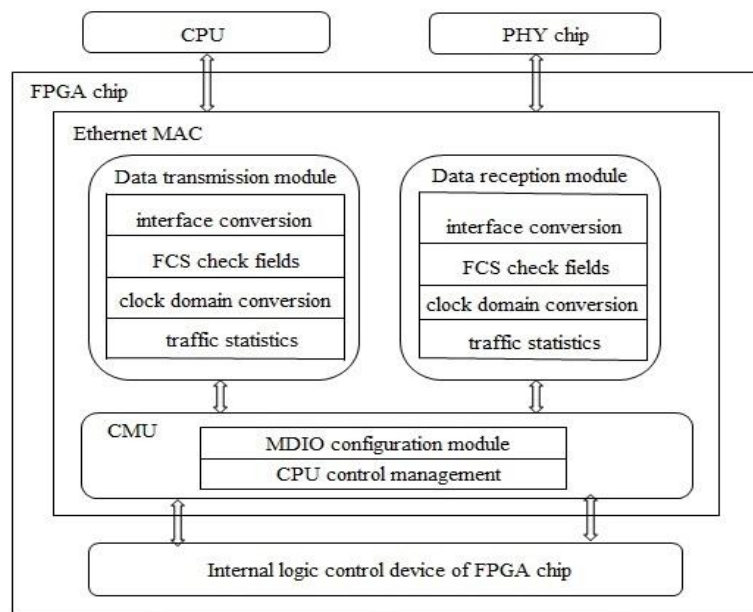 CPU
PHY chip
FPGA chip
Ethernet MAC
Data transmission module
interface conversion
FCS check fields
clock domain conversion
traffic statistics
Data reception module
interface conversion
FCS check fields
clock domain conversion
traffic statistics
CMU
MDIO configuration module
CPU control management
Internal logic control device of FPGA chip